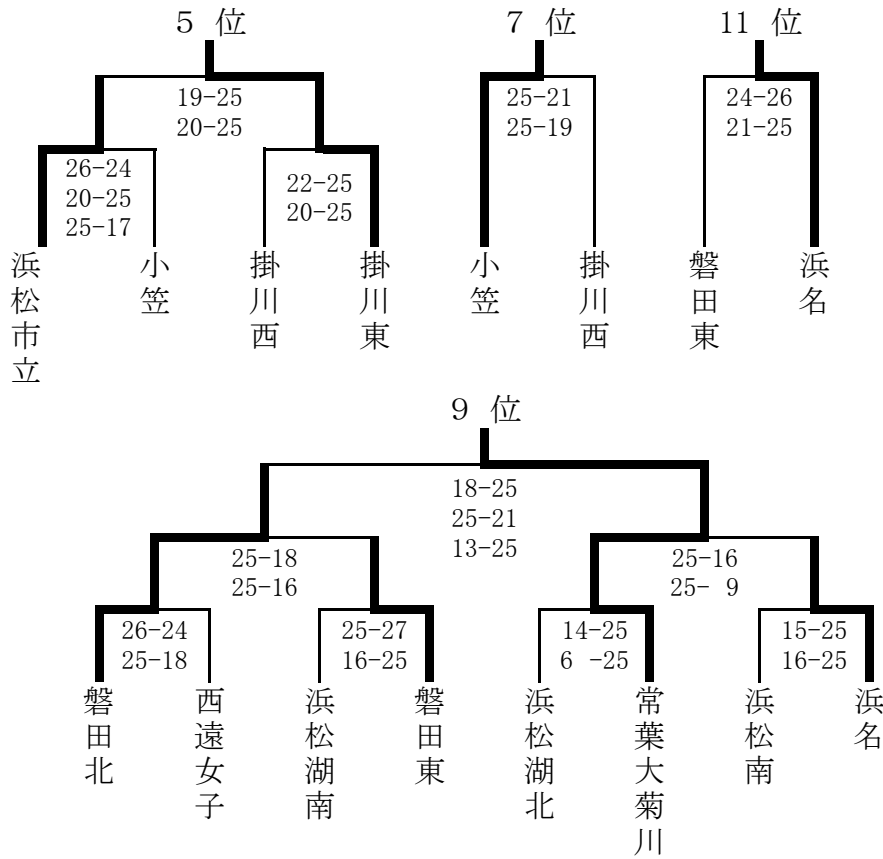 5 位
7 位
11 位
19-25
20-25
25-21
25-19
24-26
21-25
26-24
20-25
25-17
22-25
20-25
浜松市立
小笠
掛川西
掛川東
小笠
掛川西
磐田東
浜名
9 位
18-25
25-21
13-25
25-18
25-16
25-16
25- 9
26-24
25-18
25-27
16-25
14-25
6 -25
15-25
16-25
磐田北
西遠女子
浜松湖南
磐田東
浜松湖北
常葉大菊川
浜松南
浜名